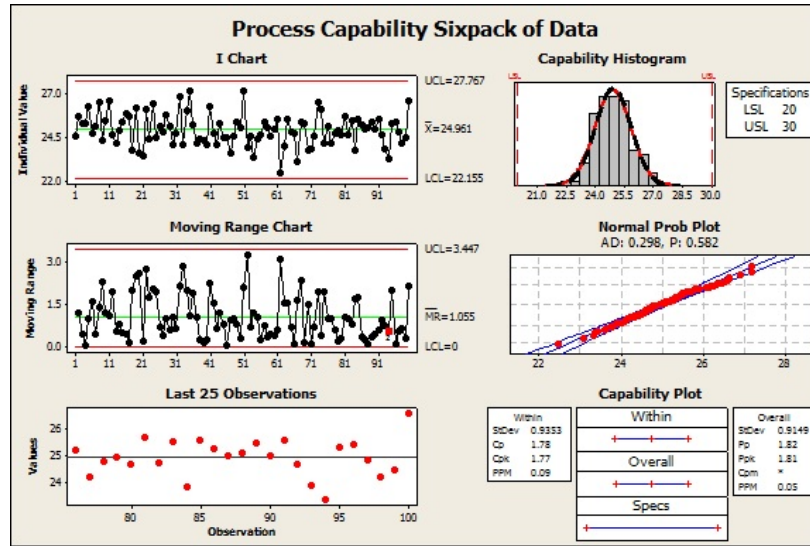 Process Capability Sixpack of Data
I Chart
Individual Value
27.0
24.5
22.0
1 11 21 31 41 51 61 71 81 91
UCL=27.767
X=24.961
LCL=22.155
Capability Histogram
LSL USL
21.0 22.5 24.0 25.5 27.0 28.5 30.0
Specifications
LSL 20
USL 30
Moving Range Chart
Moving Range
3.0
1.5
0.0
1 11 21 31 41 51 61 71 81 91
UCL=3.447
MR=1.055
LCL=0
Normal Prob Plot
AD: 0.298, P: 0.582
22 24 26 28
Last 25 Observations
Values
26
25
24
80 85 90 95 100
Observation
Capability Plot
Within
StDev 0.9353
Cp 1.78
Cpk 1.77
PPM 0.09
Within
Overall
Specs
Overall
StDev 0.9149
Pp 1.82
Ppk 1.81
Cpm *
PPM 0.05